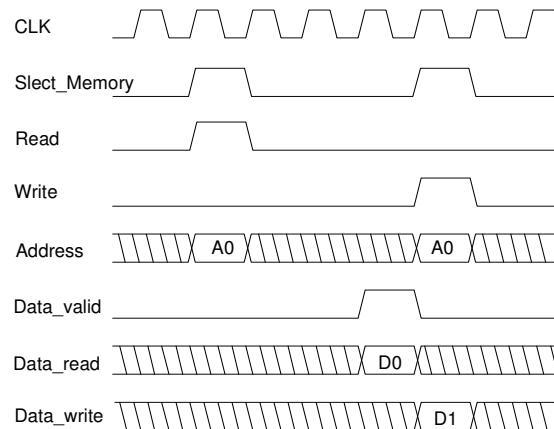 CLK
Slect_Memory
Read
Write
Address A0 A0
Data_valid
Data_read D0
Data_write D1